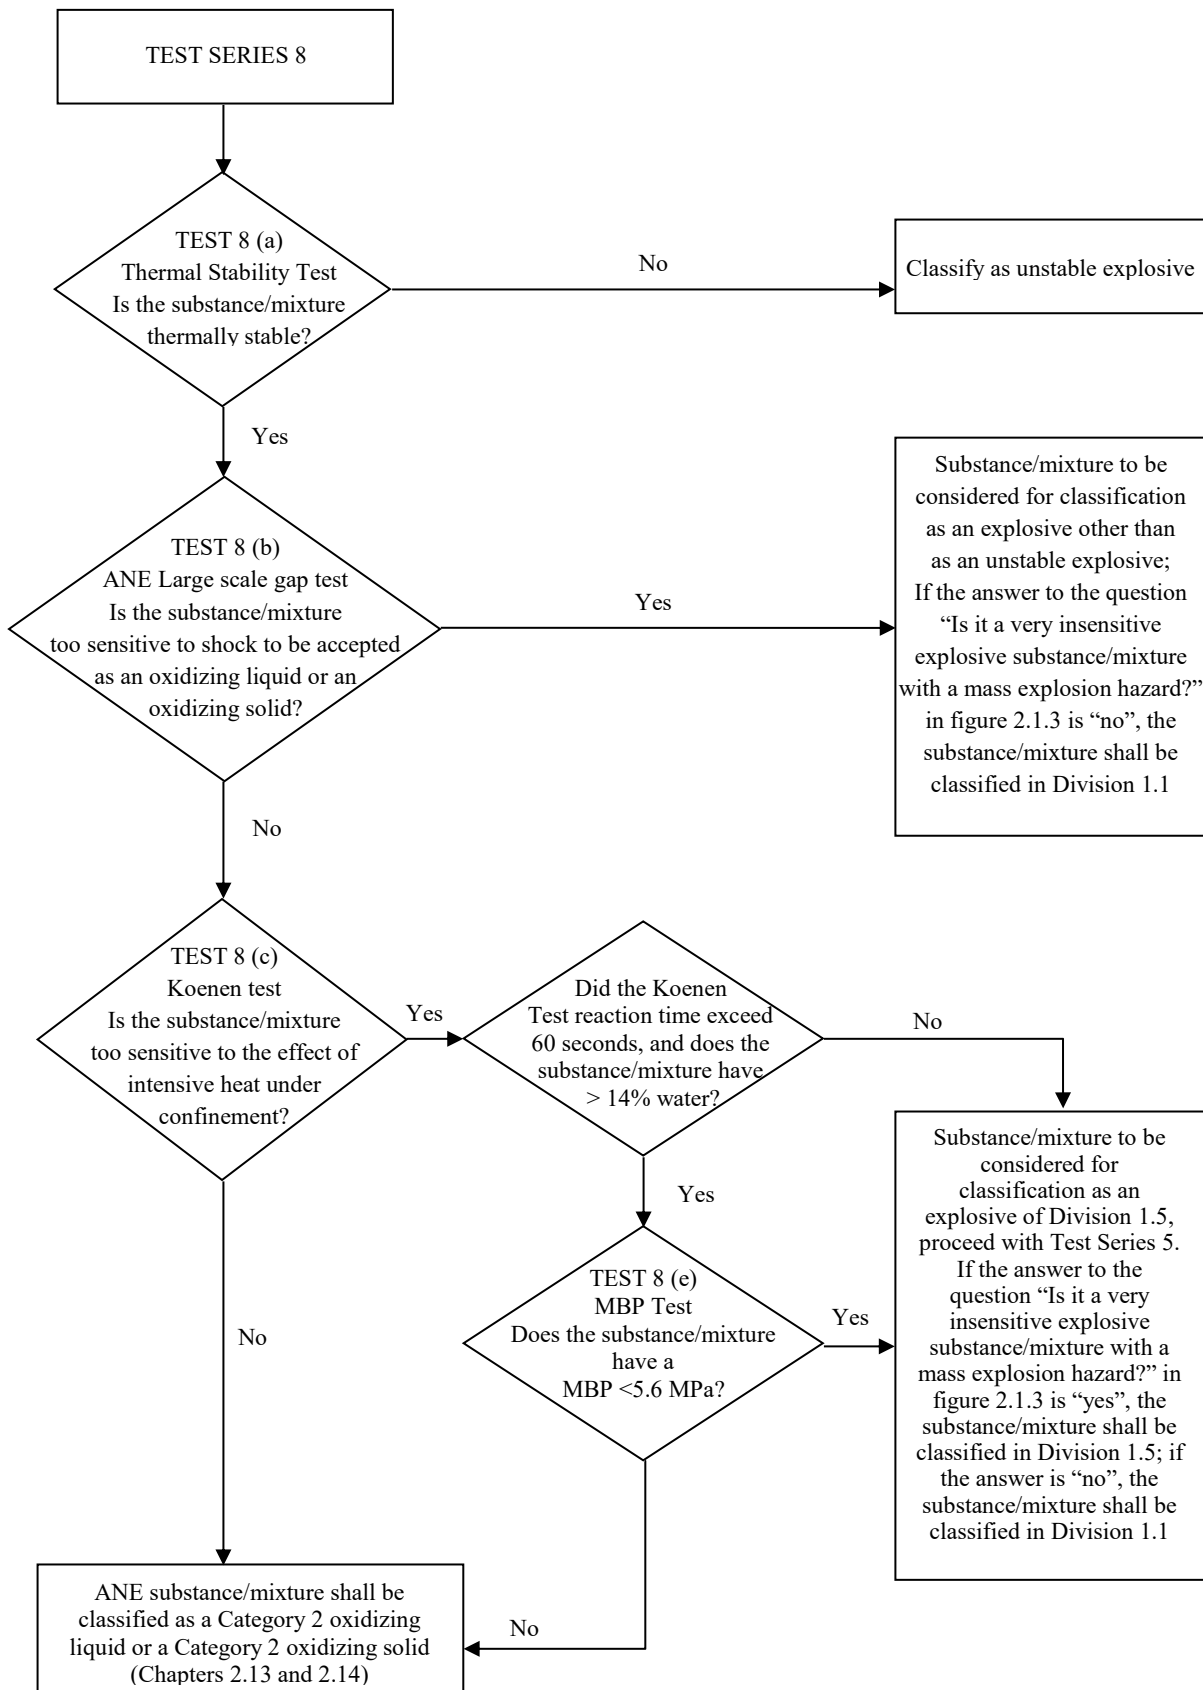 TEST SERIES 8
TEST 8 (a)
Thermal Stability Test
Is the substance/mixture
thermally stable?
No
Classify as unstable explosive
Yes
TEST 8 (b)
ANE Large scale gap test
Is the substance/mixture
too sensitive to shock to be accepted
as an oxidizing liquid or an
oxidizing solid?
Yes
Substance/mixture to be
considered for classification
as an explosive other than
as an unstable explosive;
If the answer to the question
“Is it a very insensitive
explosive substance/mixture
with a mass explosion hazard?”
in figure 2.1.3 is “no”, the
substance/mixture shall be
classified in Division 1.1
No
TEST 8 (c)
Koenen test
Is the substance/mixture
too sensitive to the effect of
intensive heat under
confinement?
Yes
Did the Koenen
Test reaction time exceed
60 seconds, and does the
substance/mixture have
> 14% water?
No
Yes
TEST 8 (e)
MBP Test
Does the substance/mixture
have a
MBP <5.6 MPa?
Yes
Substance/mixture to be
considered for
classification as an
explosive of Division 1.5,
proceed with Test Series 5.
If the answer to the
question “Is it a very
insensitive explosive
substance/mixture with a
mass explosion hazard?” in
figure 2.1.3 is “yes”, the
substance/mixture shall be
classified in Division 1.5; if
the answer is “no”, the
substance/mixture shall be
classified in Division 1.1
No
No
ANE substance/mixture shall be
classified as a Category 2 oxidizing
liquid or a Category 2 oxidizing solid
(Chapters 2.13 and 2.14)